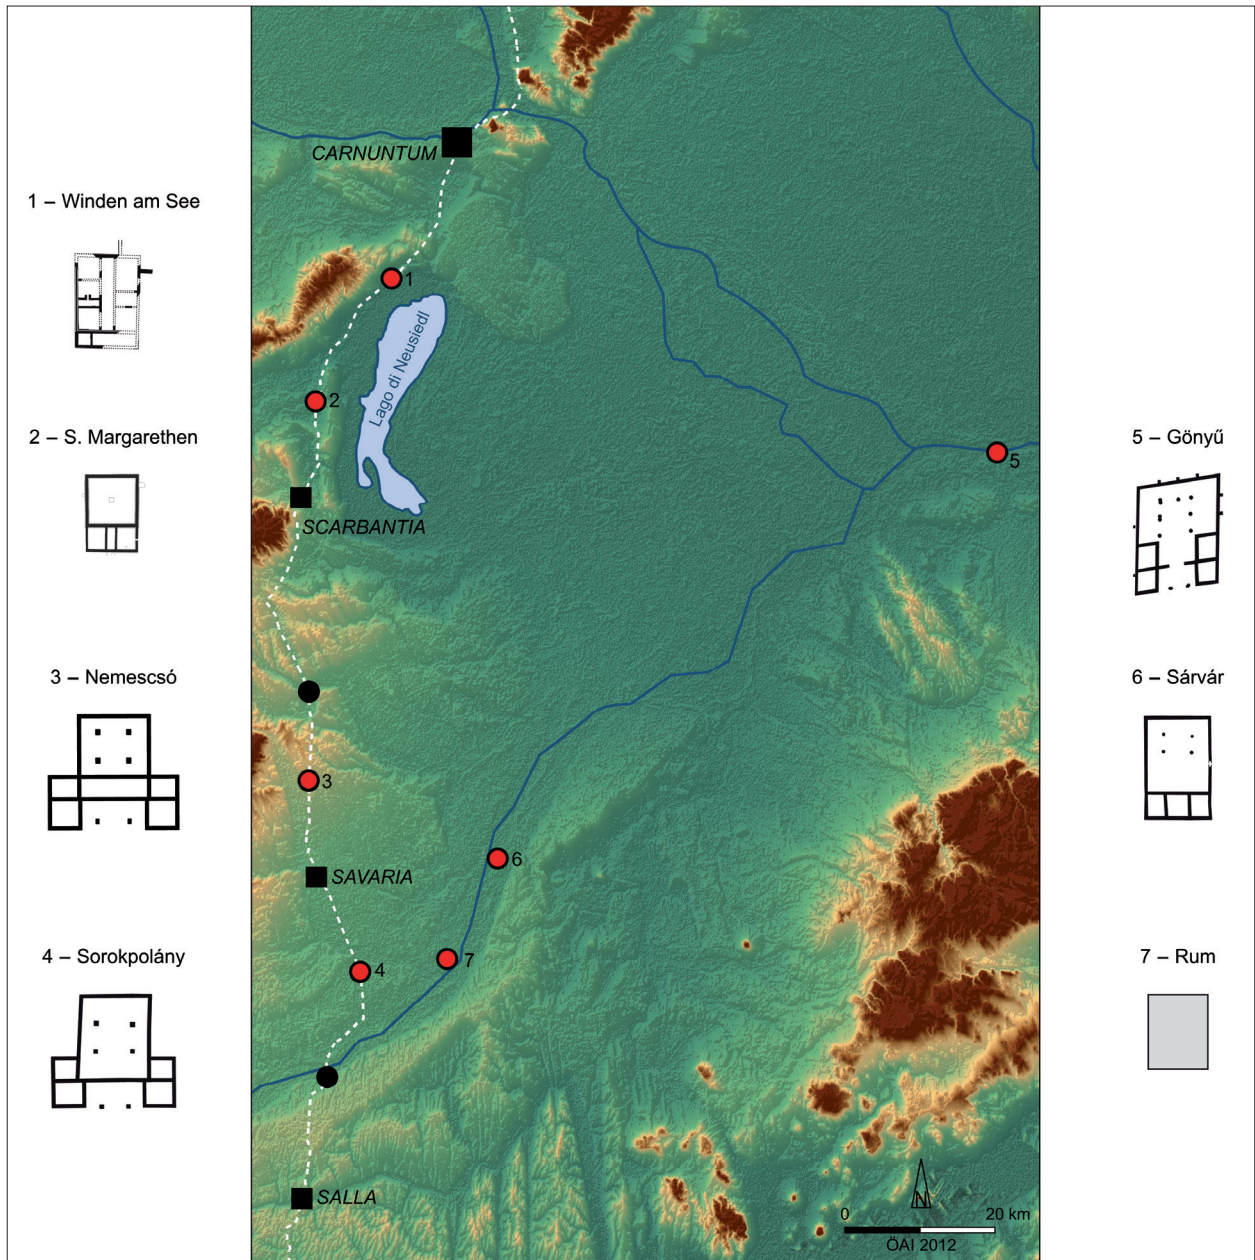 1 – Winden am See
2 – S. Margarethen
3 – Nemescsó
4 – Sorokpolány
CARNUNTUM
1
Lago di Neusiedl
2
SCARBANTIA
5
3
6
SAVARIA
7
4
SALLA
N
0 20 km
ÖAI 2012
5 – Gönyű
6 – Sárvár
7 – Rum